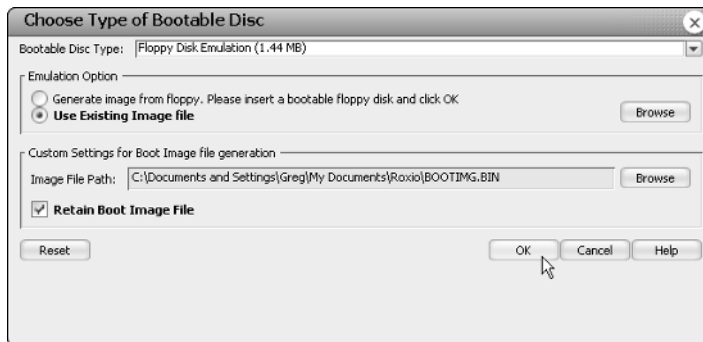 Choose Type of Bootable Disc
Bootable Disc Type: Floppy Disk Emulation (1.44 MB)
Emulation Option
Generate image from floppy. Please insert a bootable floppy disk and click OK
Use Existing Image file
Browse
Custom Settings for Boot Image file generation
Image File Path: C:\Documents and Settings\Greg\My Documents\Roxio\BOOTIMG.BIN Browse
Retain Boot Image File
Reset OK Cancel Help